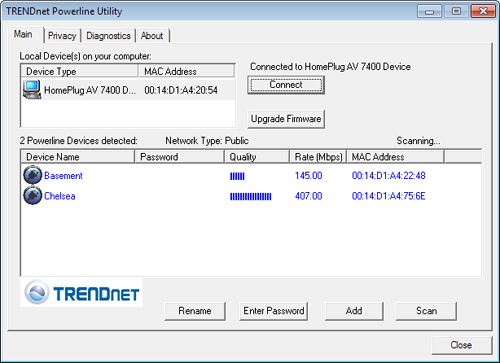 TRENDnet Powerline Utility
Main Privacy Diagnostics About
Local Device(s) on your computer:
Device Type MAC Address
HomePlug AV 7400 D... 00:14:D1:A4:20:54
Connected to HomePlug AV 7400 Device
Connect
Upgrade Firmware
2 Powerline Devices detected: Network Type: Public Scanning...
Device Name Password Quality Rate (Mbps) MAC Address
Basement 145.00 00:14:D1:A4:22:48
Chelsea 407.00 00:14:D1:A4:75:6E
TRENDNET
Rename Enter Password Add Scan
Close